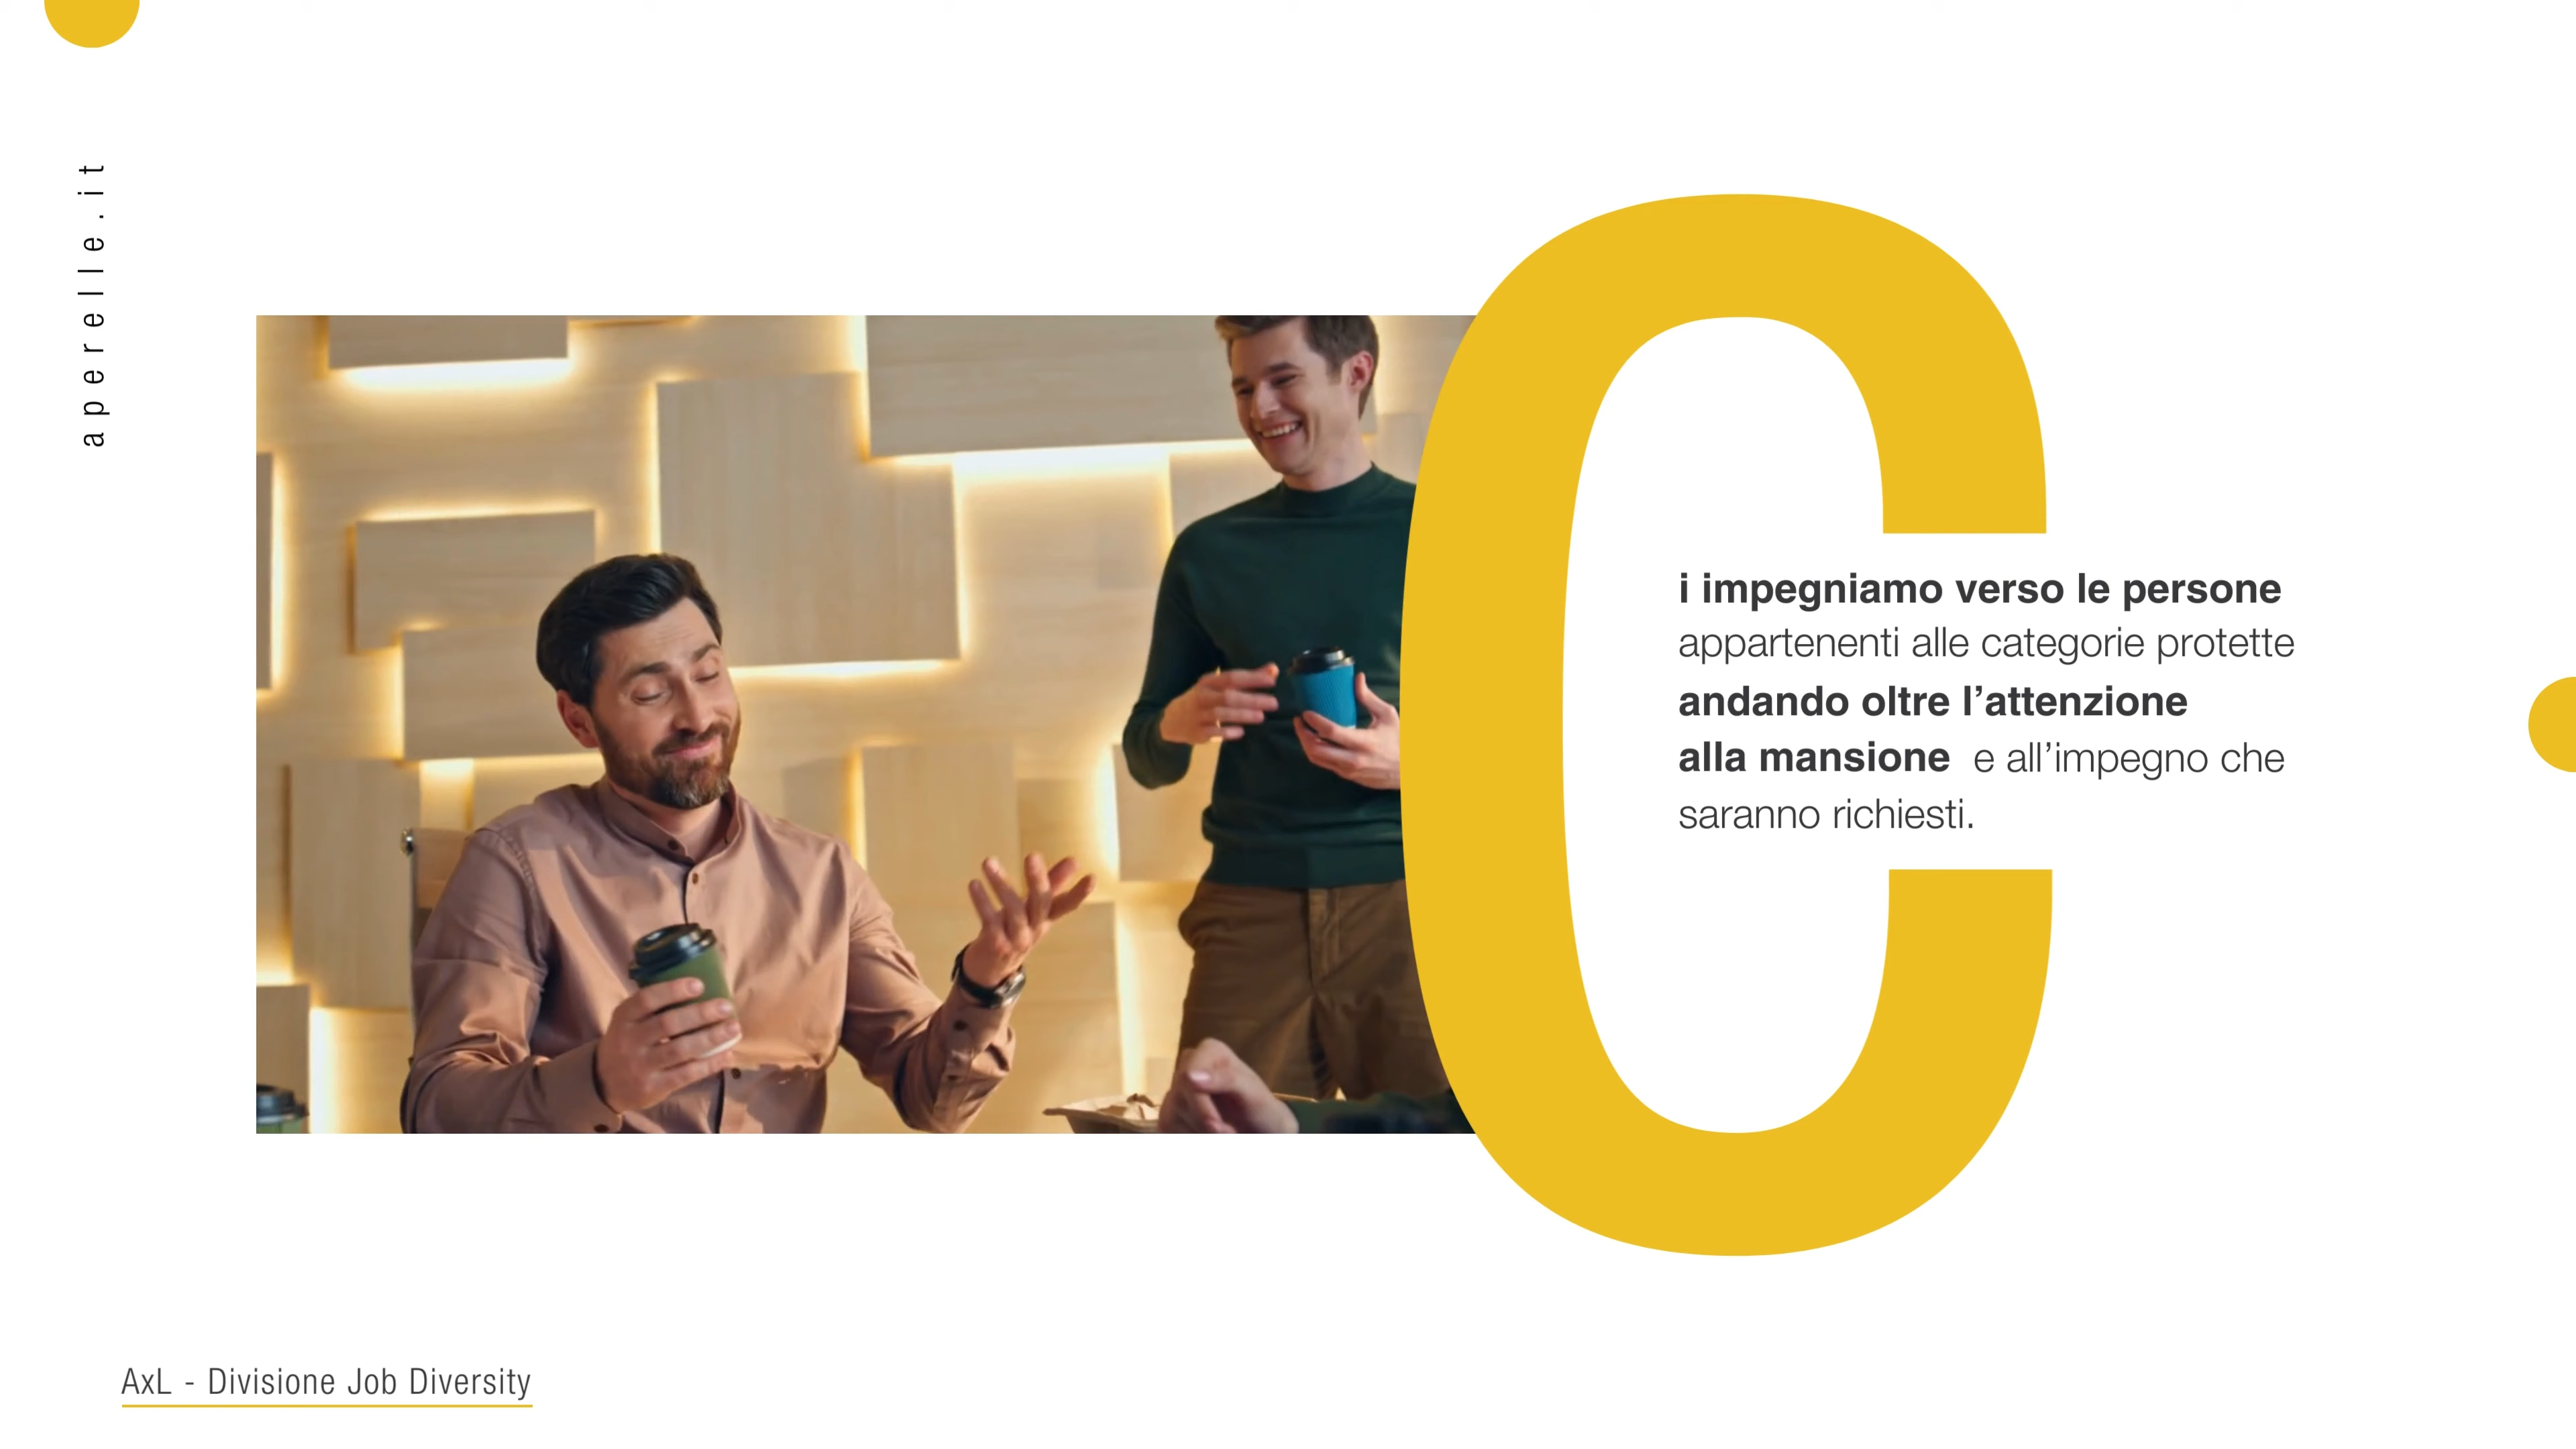 aperelle.it
Ci impegniamo verso le persone
appartenenti alle categorie protette
andando oltre l’attenzione
alla mansione e all’impegno che
saranno richiesti.
AxL - Divisione Job Diversity